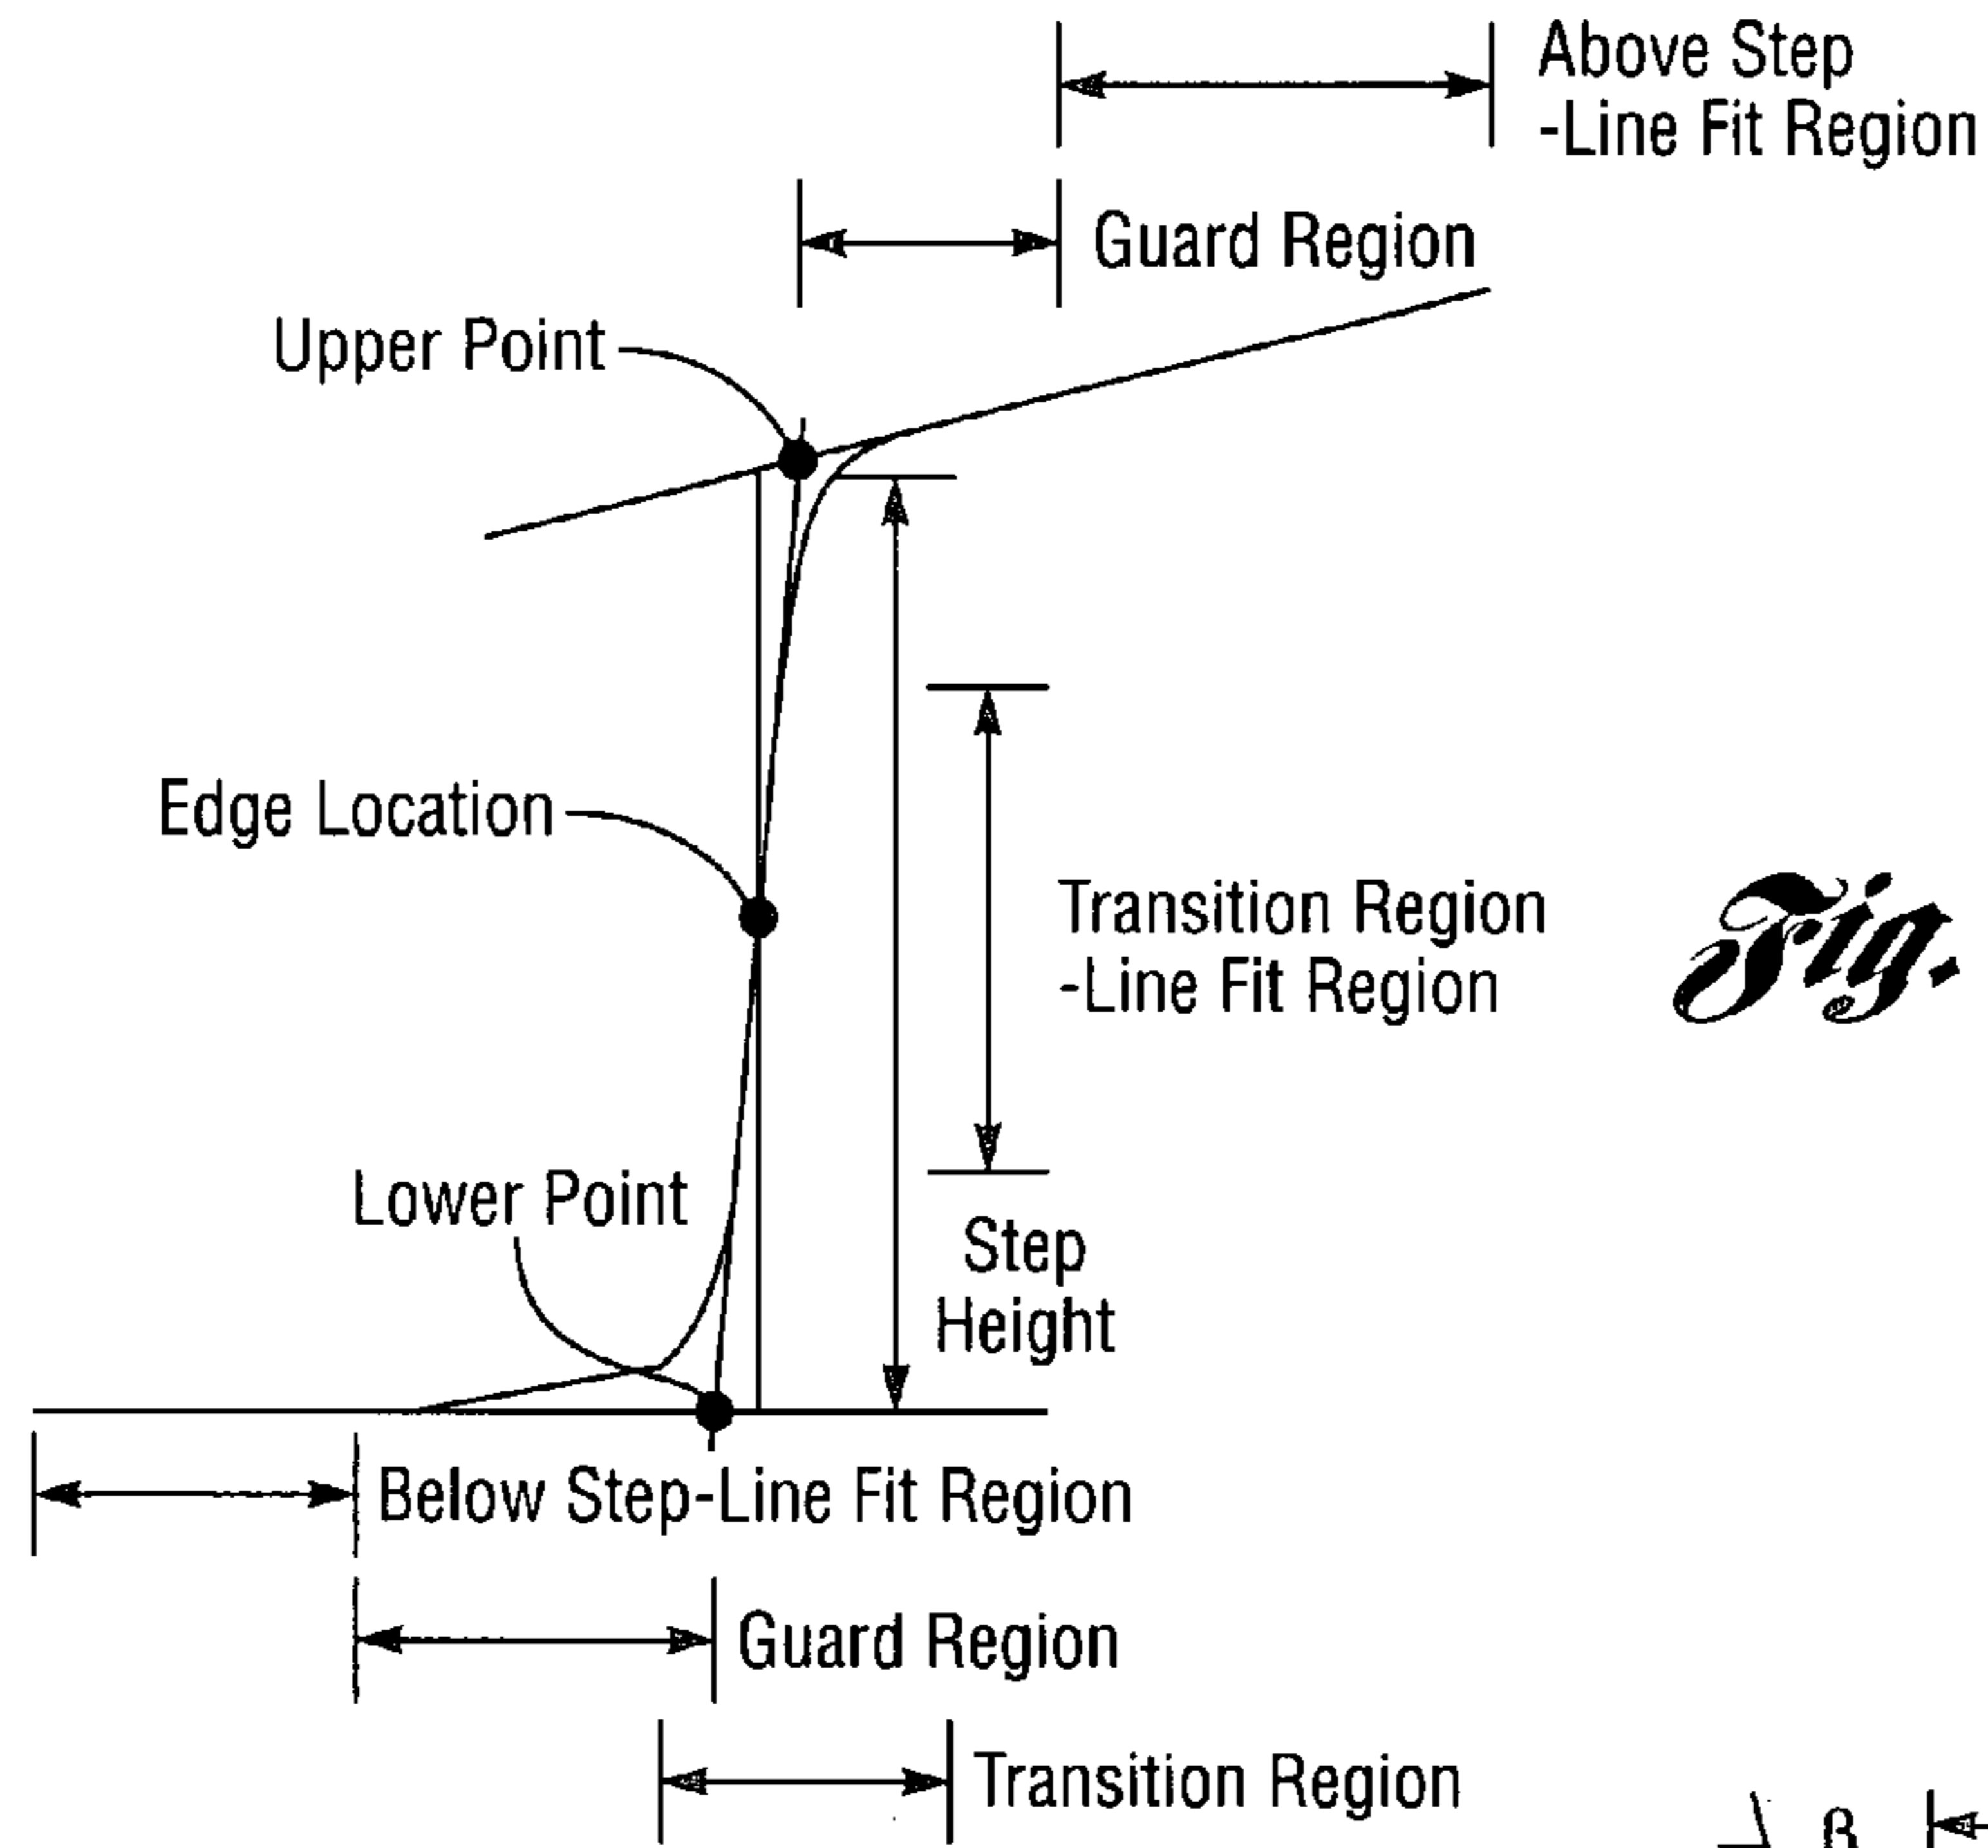 Above Step
-Line Fit Region
Guard Region
Upper Point
Edge Location
Transition Region
-Line Fit Region
Fig.
Lower Point
Step
Height
Below Step-Line Fit Region
Guard Region
Transition Region
β